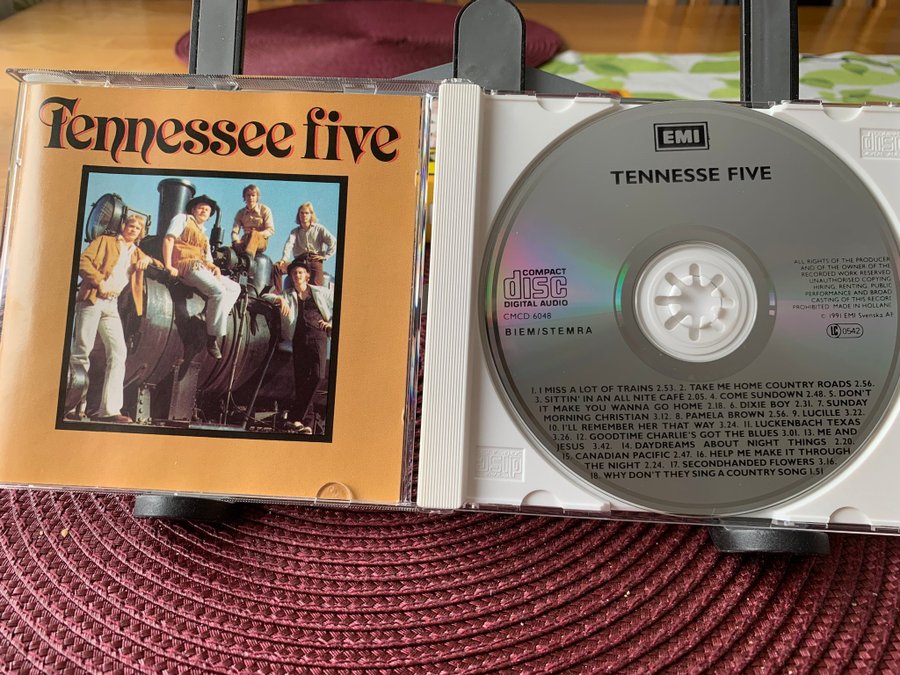 Tennessee five
EMI
TENNESSE FIVE
COMPACT
disc
DIGITAL AUDIO
CMCD 6048
BIEM/STEMRA
ALL RIGHTS OF THE PRODUCER
AND OF THE OWNER OF THE
RECORDED WORK RESERVED
UNAUTHORISED COPYING
HIRING, RENTING, PUBLIC
PERFORMANCE AND BROAD
CASTING OF THIS RECORD
PROHIBITED MADE IN HOLLAND
℗ 1991 EMI Svenska AB
LC 0542
1. I MISS A LOT OF TRAINS 2.53. 2. TAKE ME HOME COUNTRY ROADS 2.56.
3. SITTIN' IN AN ALL NITE CAFÉ 2.05. 4. COME SUNDOWN 2.48. 5. DON'T
IT MAKE YOU WANNA GO HOME 2.18. 6. DIXIE BOY 2.31. 7. SUNDAY
MORNING CHRISTIAN 3.12. 8. PAMELA BROWN 2.56. 9. LUCILLE 3.22.
10. I'LL REMEMBER HER THAT WAY 3.24. 11. LUCKENBACH TEXAS
3.26. 12. GOODTIME CHARLIE'S GOT THE BLUES 3.01. 13. ME AND
JESUS 3.42. 14. DAYDREAMS ABOUT NIGHT THINGS 2.20.
15. CANADIAN PACIFIC 2.47. 16. HELP ME MAKE IT THROUGH
THE NIGHT 2.24. 17. SECONDHANDED FLOWERS 3.16.
18. WHY DON'T THEY SING A COUNTRY SONG 1.51
disc
disc